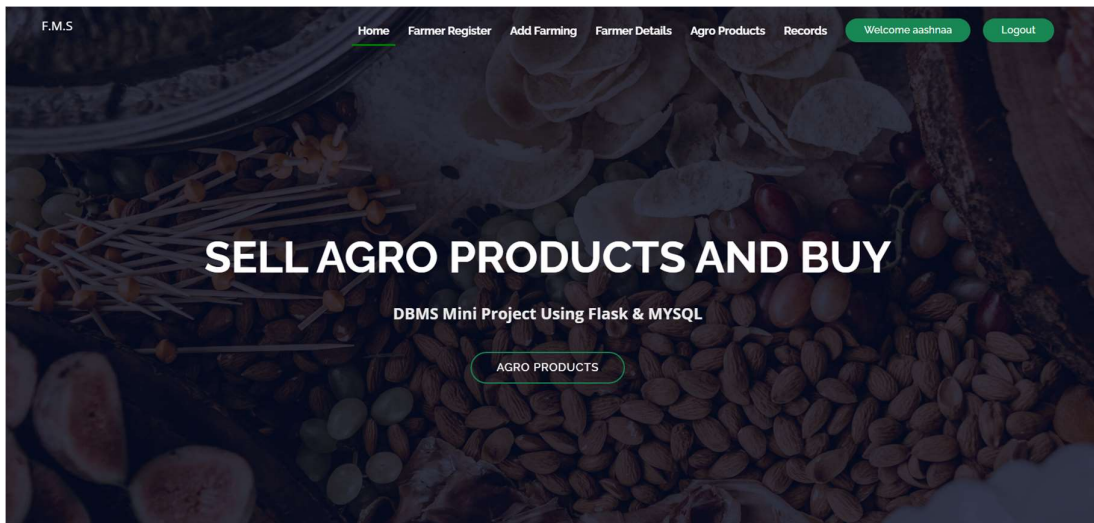 F.M.S
Home Farmer Register Add Farming Farmer Details Agro Products Records Welcome aashnaa Logout
SELL AGRO PRODUCTS AND BUY
DBMS Mini Project Using Flask & MYSQL
AGRO PRODUCTS